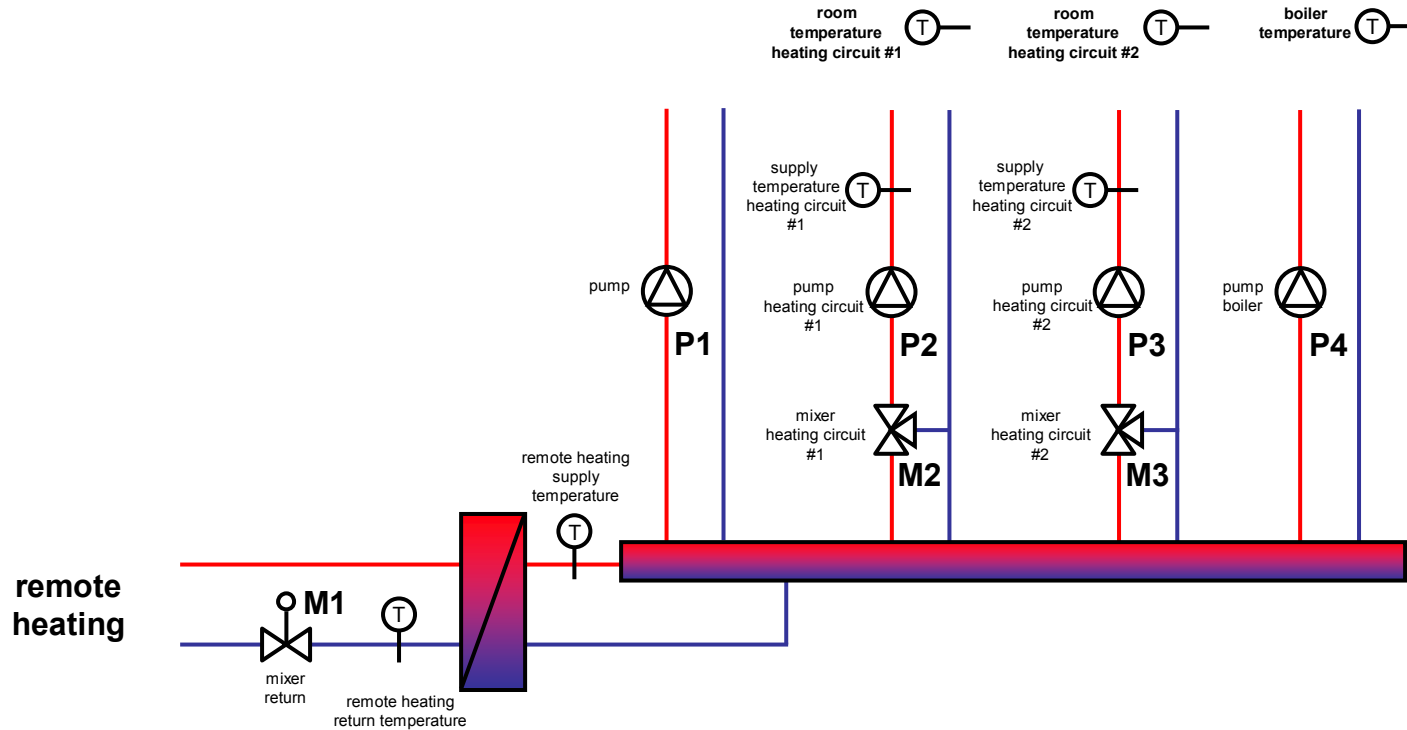 room
temperature
heating circuit #1
T
room
temperature
heating circuit #2
T
boiler
temperature
T
supply
temperature
heating circuit
#1
T
supply
temperature
heating circuit
#2
T
pump
P1
pump
heating circuit
#1
P2
pump
heating circuit
#2
P3
pump
boiler
P4
mixer
heating circuit
#1
M2
mixer
heating circuit
#2
M3
remote heating
supply
temperature
T
remote
heating
M1
mixer
return
T
remote heating
return temperature